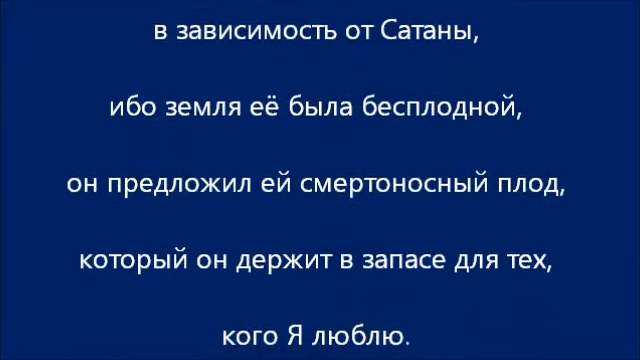 в зависимость от Сатаны,
ибо земля её была бесплодной,
он предложил ей смертоносный плод,
который он держит в запасе для тех,
кого Я люблю.